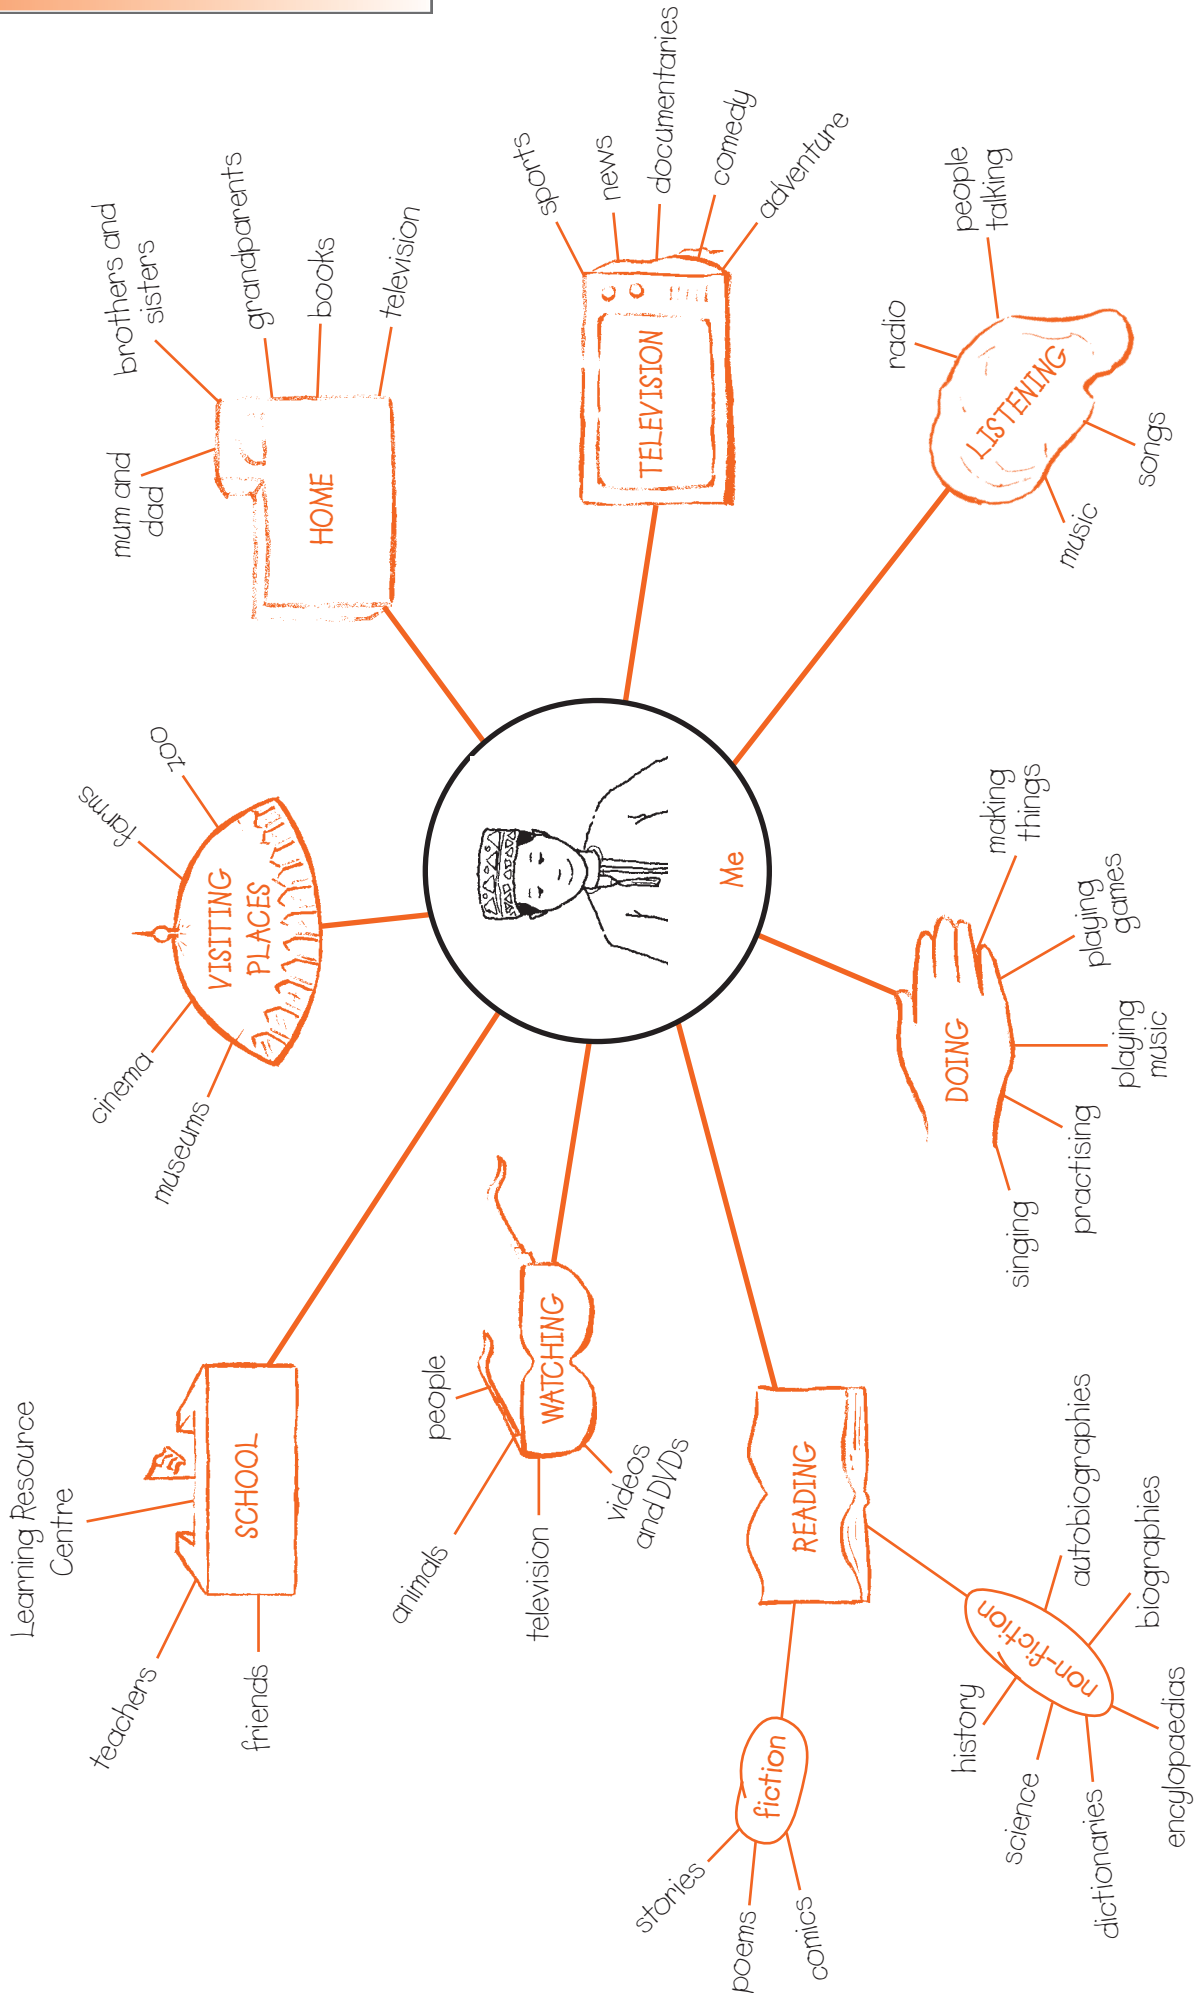 Learning Resource
Centre
teachers
friends
SCHOOL
cinema
museums
farms
zoo
VISITING
PLACES
mum and
dad
brothers and
sisters
grandparents
books
television
HOME
people
animals
television
videos
and DVDs
WATCHING
Me
sports
news
documentaries
comedy
adventure
TELEVISION
READING
fiction
stories
poems
comics
non-fiction
history
science
dictionaries
encylopaedias
biographies
autobiographies
DOING
singing
practising
playing
music
playing
games
making
things
LISTENING
radio
people
talking
songs
music